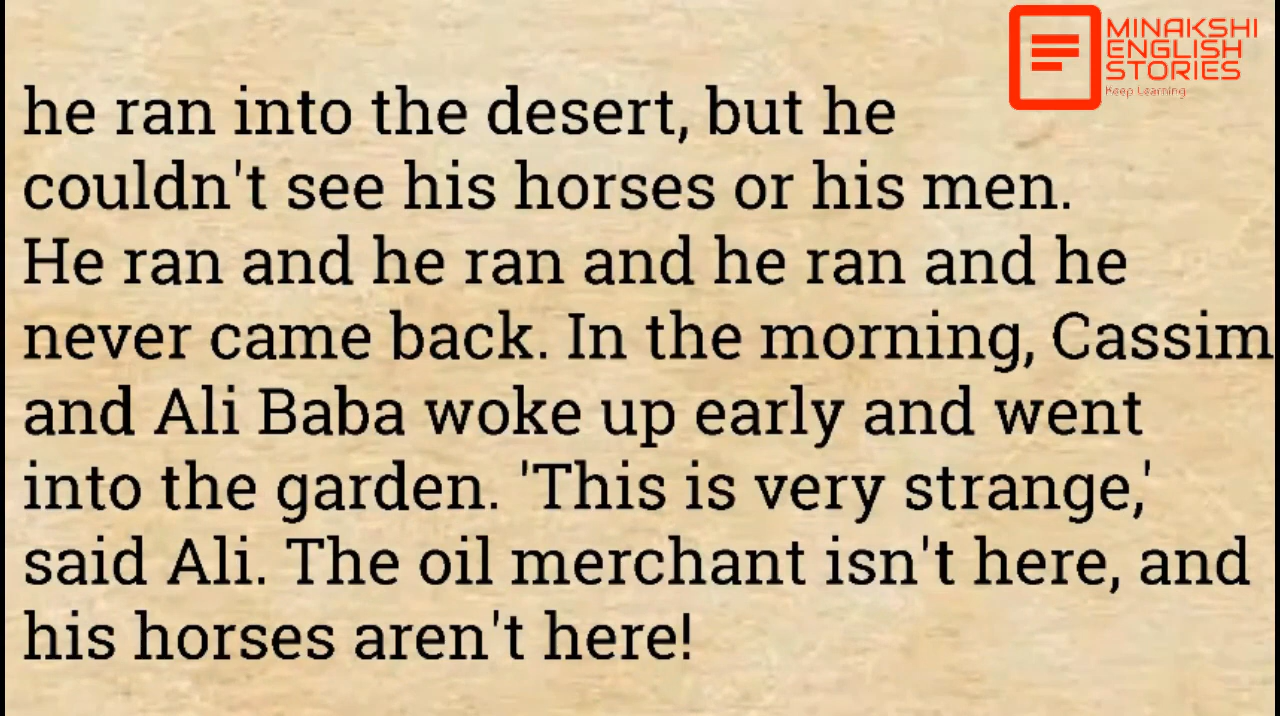 MINAKSHI
ENGLISH
STORIES
Keep Learning
he ran into the desert, but he
couldn't see his horses or his men.
He ran and he ran and he ran and he
never came back. In the morning, Cassim
and Ali Baba woke up early and went
into the garden. 'This is very strange,'
said Ali. The oil merchant isn't here, and
his horses aren't here!